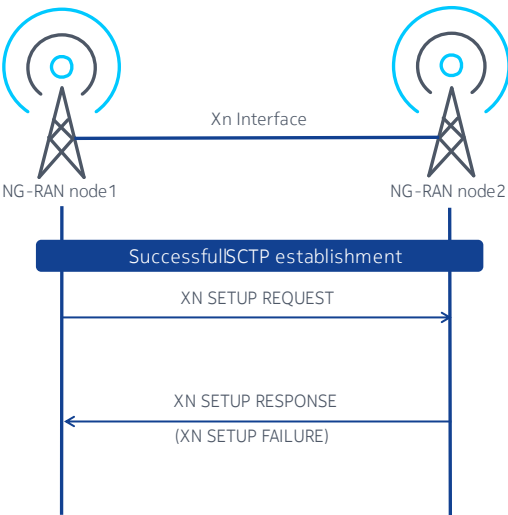 Xn Interface
NG-RAN node1
NG-RAN node2
SuccessfullSCTP establishment
XN SETUP REQUEST
XN SETUP RESPONSE
(XN SETUP FAILURE)